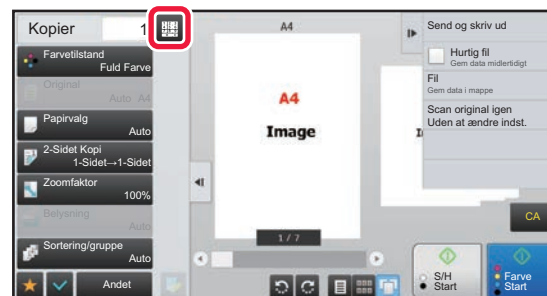 Kopier 1
Farvetilstand
Fuld Farve
Original
Auto A4
Papirvalg
Auto
2-Sidet Kopi
1-Sidet→1-Sidet
Zoomfaktor
100%
Belysning
Auto
Sortering/gruppe
Auto
Andet
A4
A4
Image
1 / 7
Send og skriv ud
Hurtig fil
Gem data midlertidigt
Fil
Gem data i mappe
Scan original igen
Uden at ændre indst.
CA
S/H
Start
Farve
Start